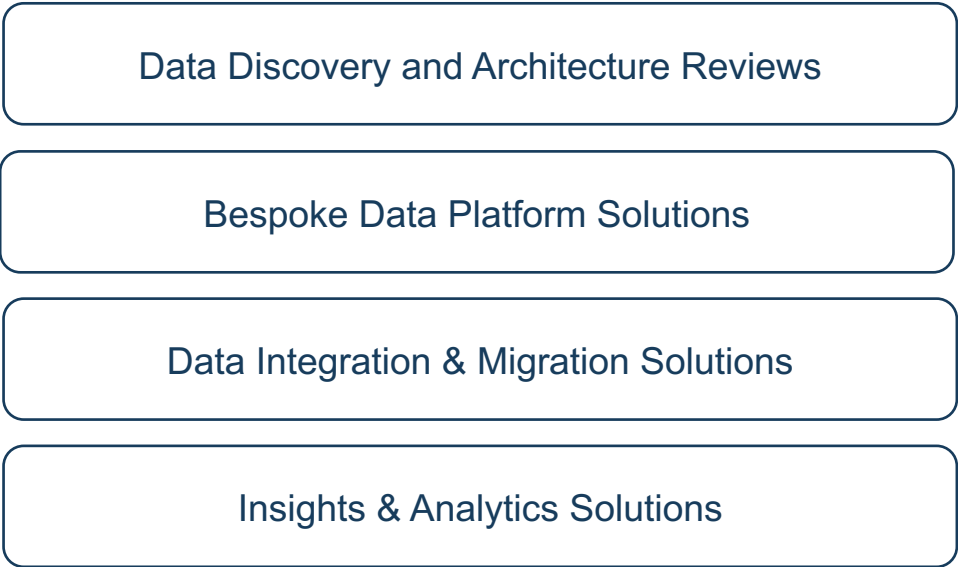 Data Discovery and Architecture Reviews
Bespoke Data Platform Solutions
Data Integration & Migration Solutions
Insights & Analytics Solutions